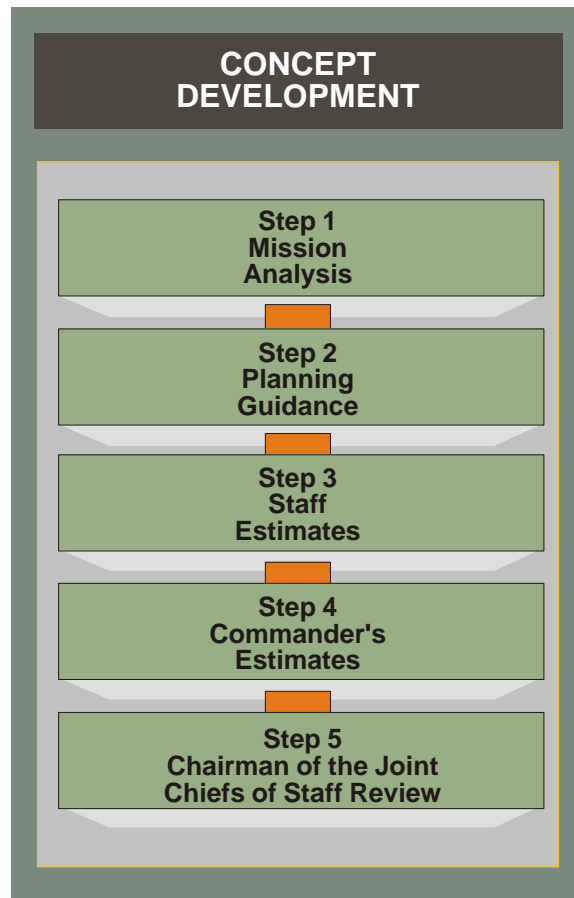 CONCEPT
DEVELOPMENT
Step 1
Mission
Analysis
Step 2
Planning
Guidance
Step 3
Staff
Estimates
Step 4
Commander's
Estimates
Step 5
Chairman of the Joint
Chiefs of Staff Review